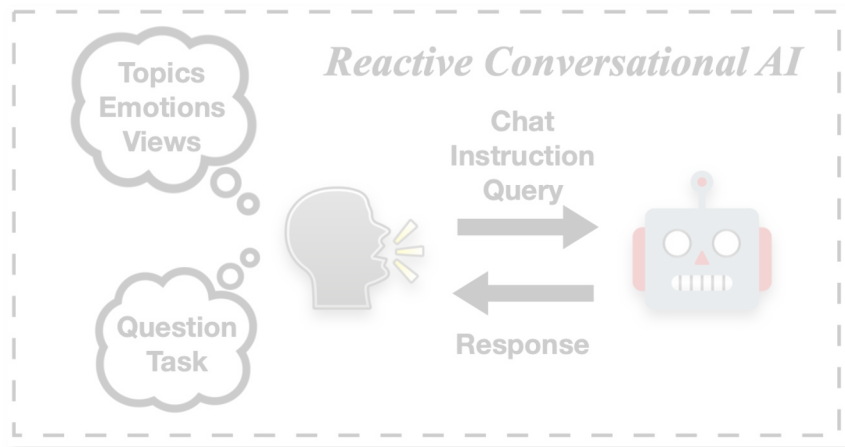 Reactive Conversational AI
Topics
Emotions
Views
Chat
Instruction
Query
Question
Task
Response